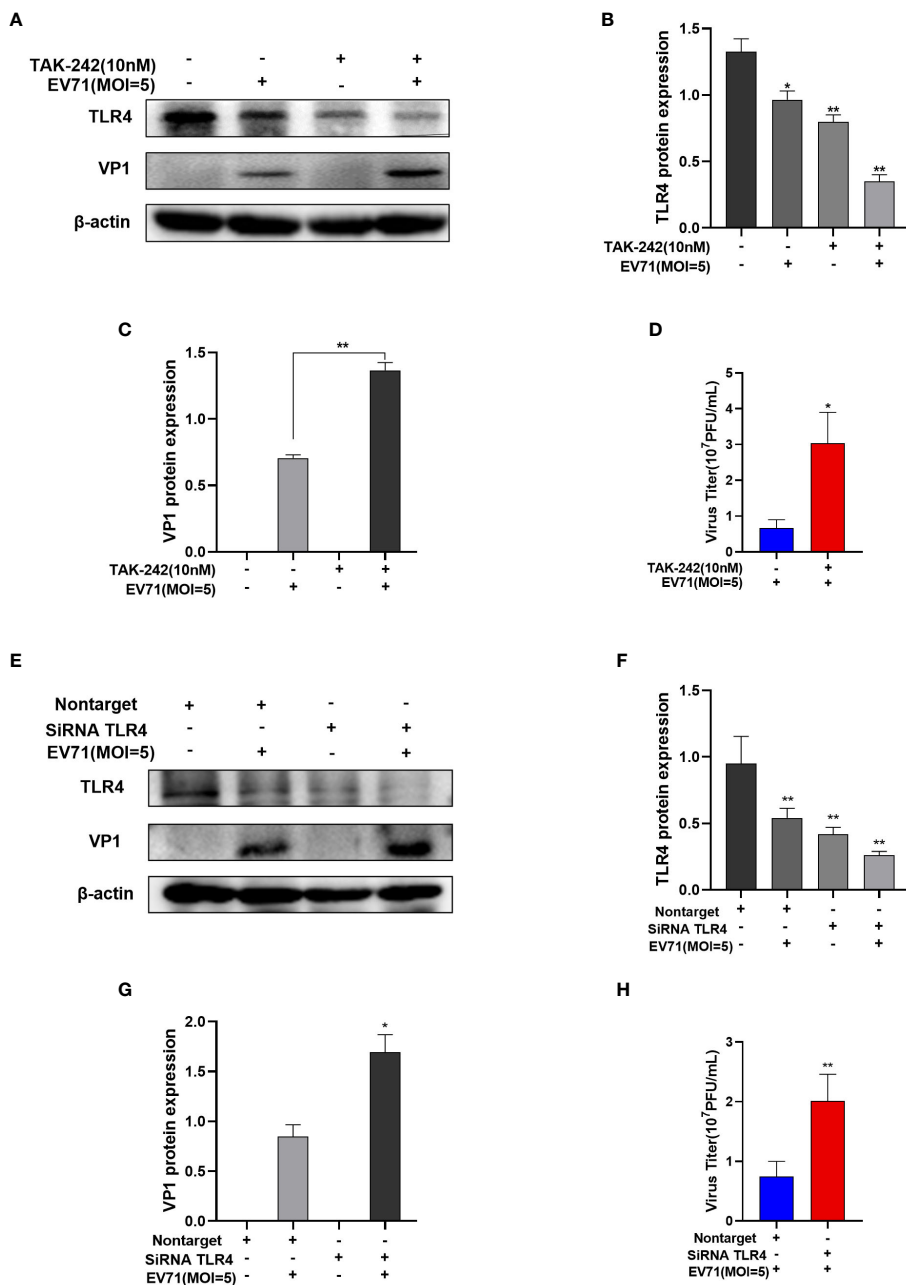 A
TAK-242(10nM) - - + +
EV71(MOI=5) - + - +
TLR4
VP1
β-actin
B
TLR4 protein expression
1.5
1.0
0.5
0.0
* ** **
TAK-242(10nM) - - + +
EV71(MOI=5) - + - +
C
VP1 protein expression
1.5
1.0
0.5
0.0
**
TAK-242(10nM) - - + +
EV71(MOI=5) - + - +
D
Virus Titer(10⁷PFU/mL)
5
4
3
2
1
0
*
TAK-242(10nM) - +
EV71(MOI=5) + +
E
Nontarget + + - -
SiRNA TLR4 - - + +
EV71(MOI=5) - + - +
TLR4
VP1
β-actin
F
TLR4 protein expression
1.5
1.0
0.5
0.0
** ** **
Nontarget + + - -
SiRNA TLR4 - - + +
EV71(MOI=5) - + - +
G
VP1 protein expression
2.0
1.5
1.0
0.5
0.0
*
Nontarget + + - -
SiRNA TLR4 - - + +
EV71(MOI=5) - + - +
H
Virus Titer(10⁷PFU/mL)
3
2
1
0
**
Nontarget + -
SiRNA TLR4 - +
EV71(MOI=5) + +